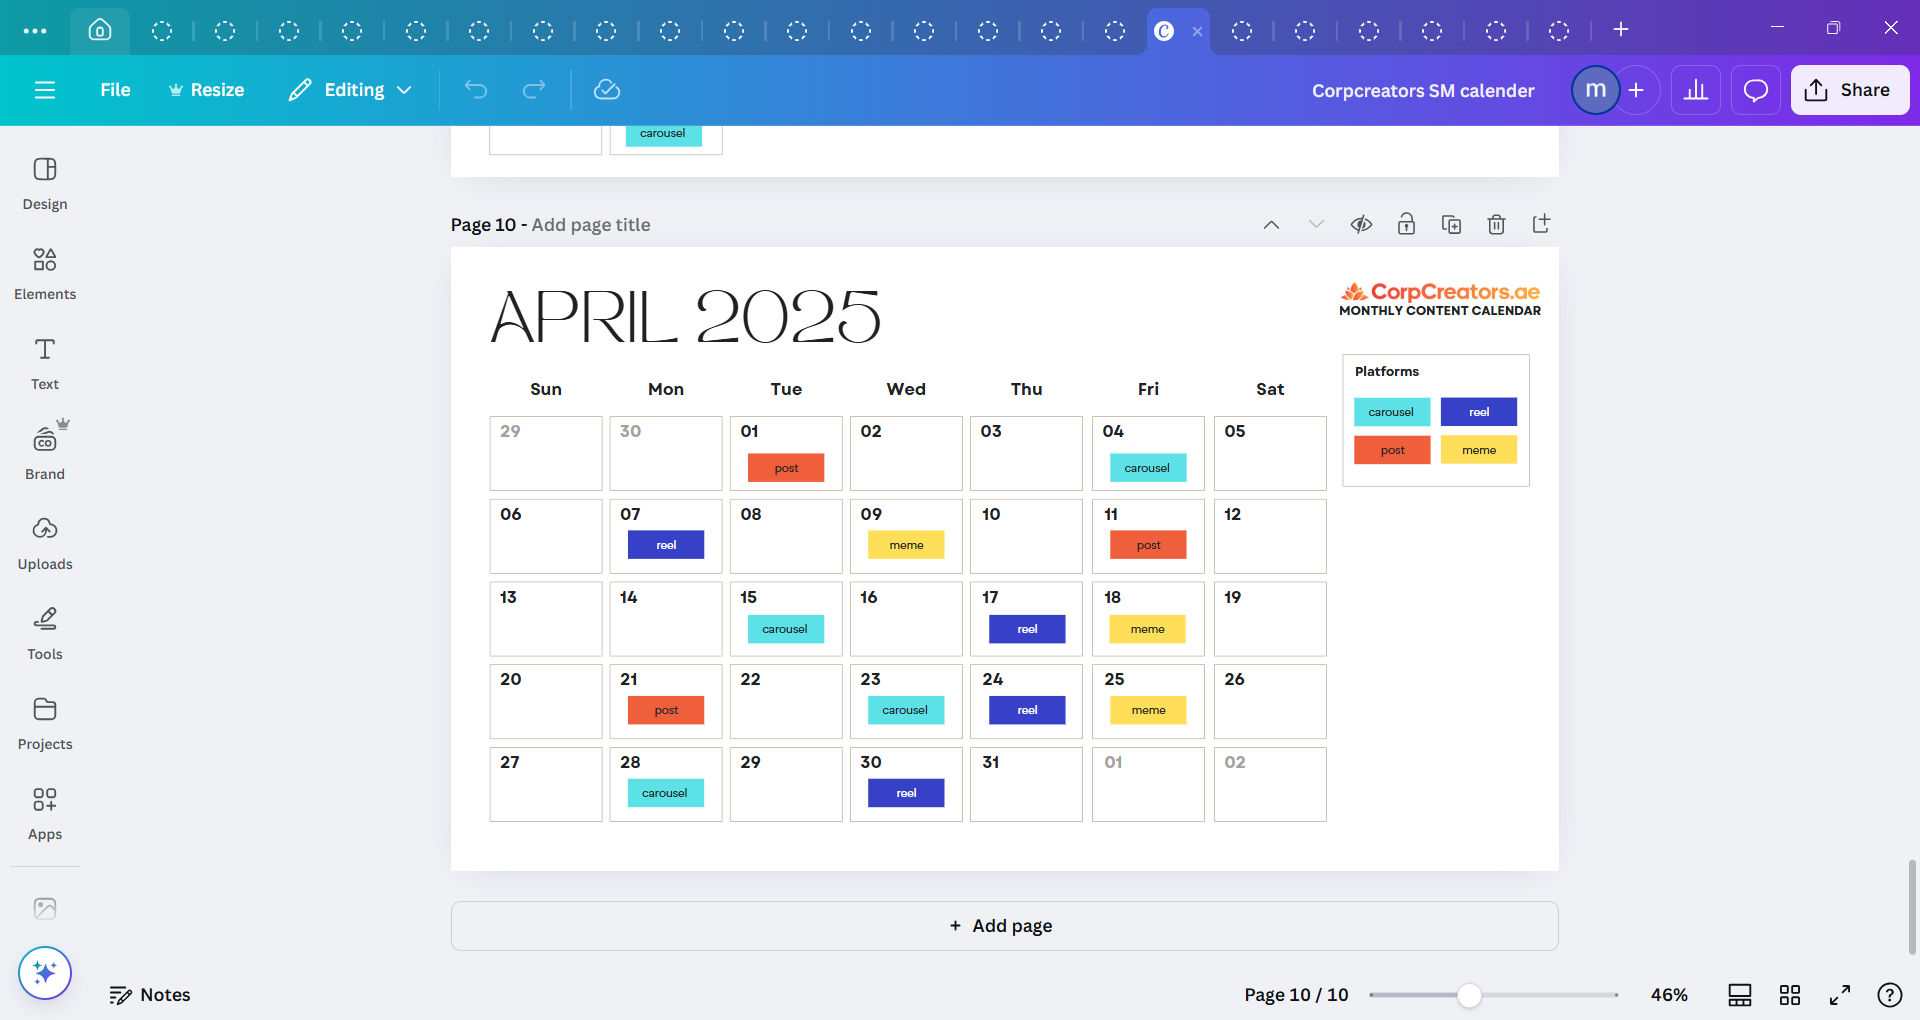 File
Resize
Editing
Corpcreators SM calender
m
Share
Design
Elements
Text
Brand
Uploads
Tools
Projects
Apps
carousel
Page 10 - Add page title
APRIL 2025
CorpCreators.ae
MONTHLY CONTENT CALENDAR
Platforms
carousel reel
post meme
Sun Mon Tue Wed Thu Fri Sat
29 30 01 02 03 04 05
post carousel
06 07 08 09 10 11 12
reel meme post
13 14 15 16 17 18 19
carousel reel meme
20 21 22 23 24 25 26
post carousel reel meme
27 28 29 30 31 01 02
carousel reel
+ Add page
Notes
Page 10 / 10
46%